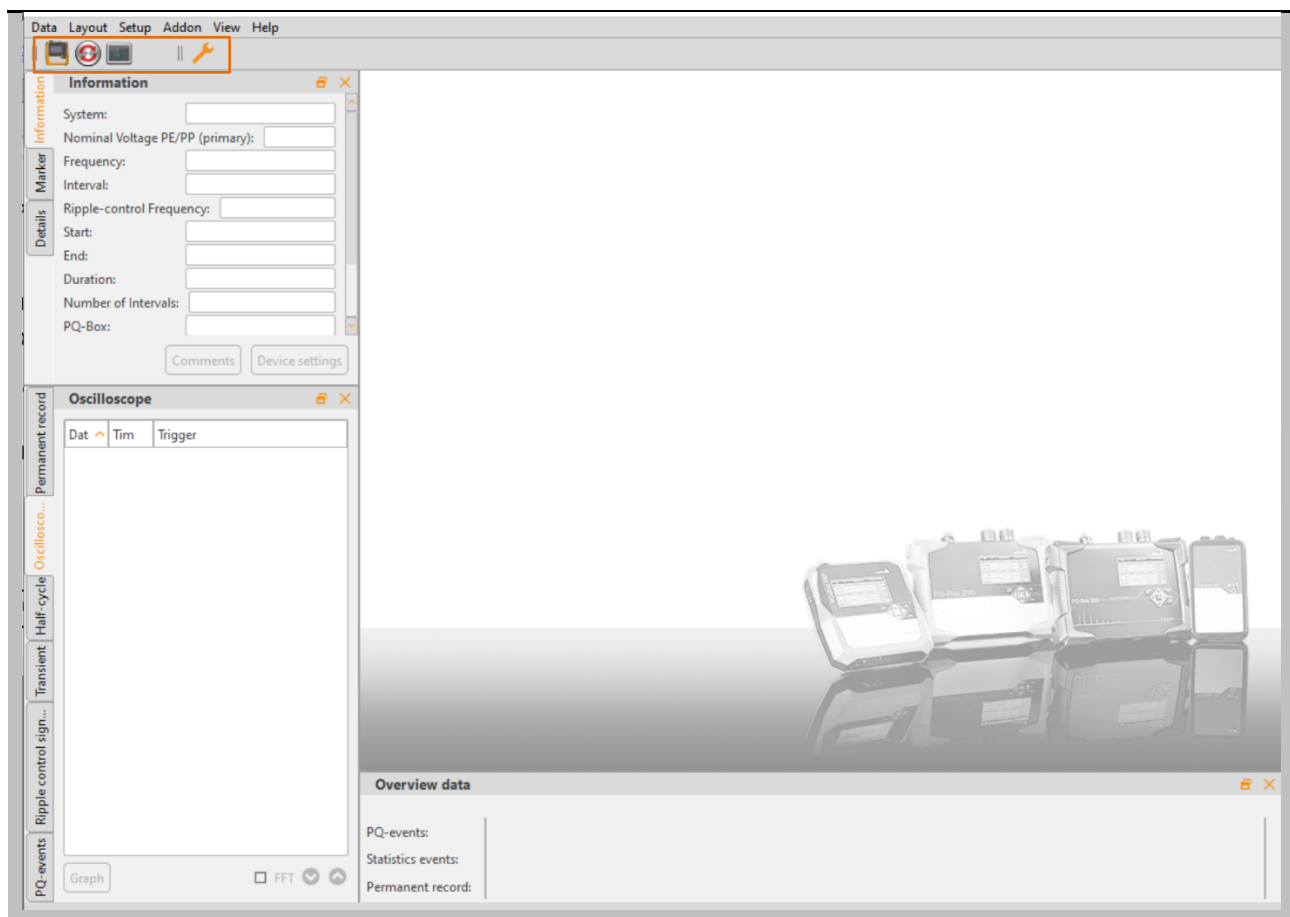 Data Layout Setup Addon View Help
Information
Marker
Details
Information
System:
Nominal Voltage PE/PP (primary):
Frequency:
Interval:
Ripple-control Frequency:
Start:
End:
Duration:
Number of Intervals:
PQ-Box:
Comments Device settings
Permanent record
Oscillosco...
Half-cycle
Transient
Ripple control sign...
PQ-events
Oscilloscope
Dat Tim Trigger
Graph FFT
PQ-Box 200
Overview data
PQ-events:
Statistics events:
Permanent record: